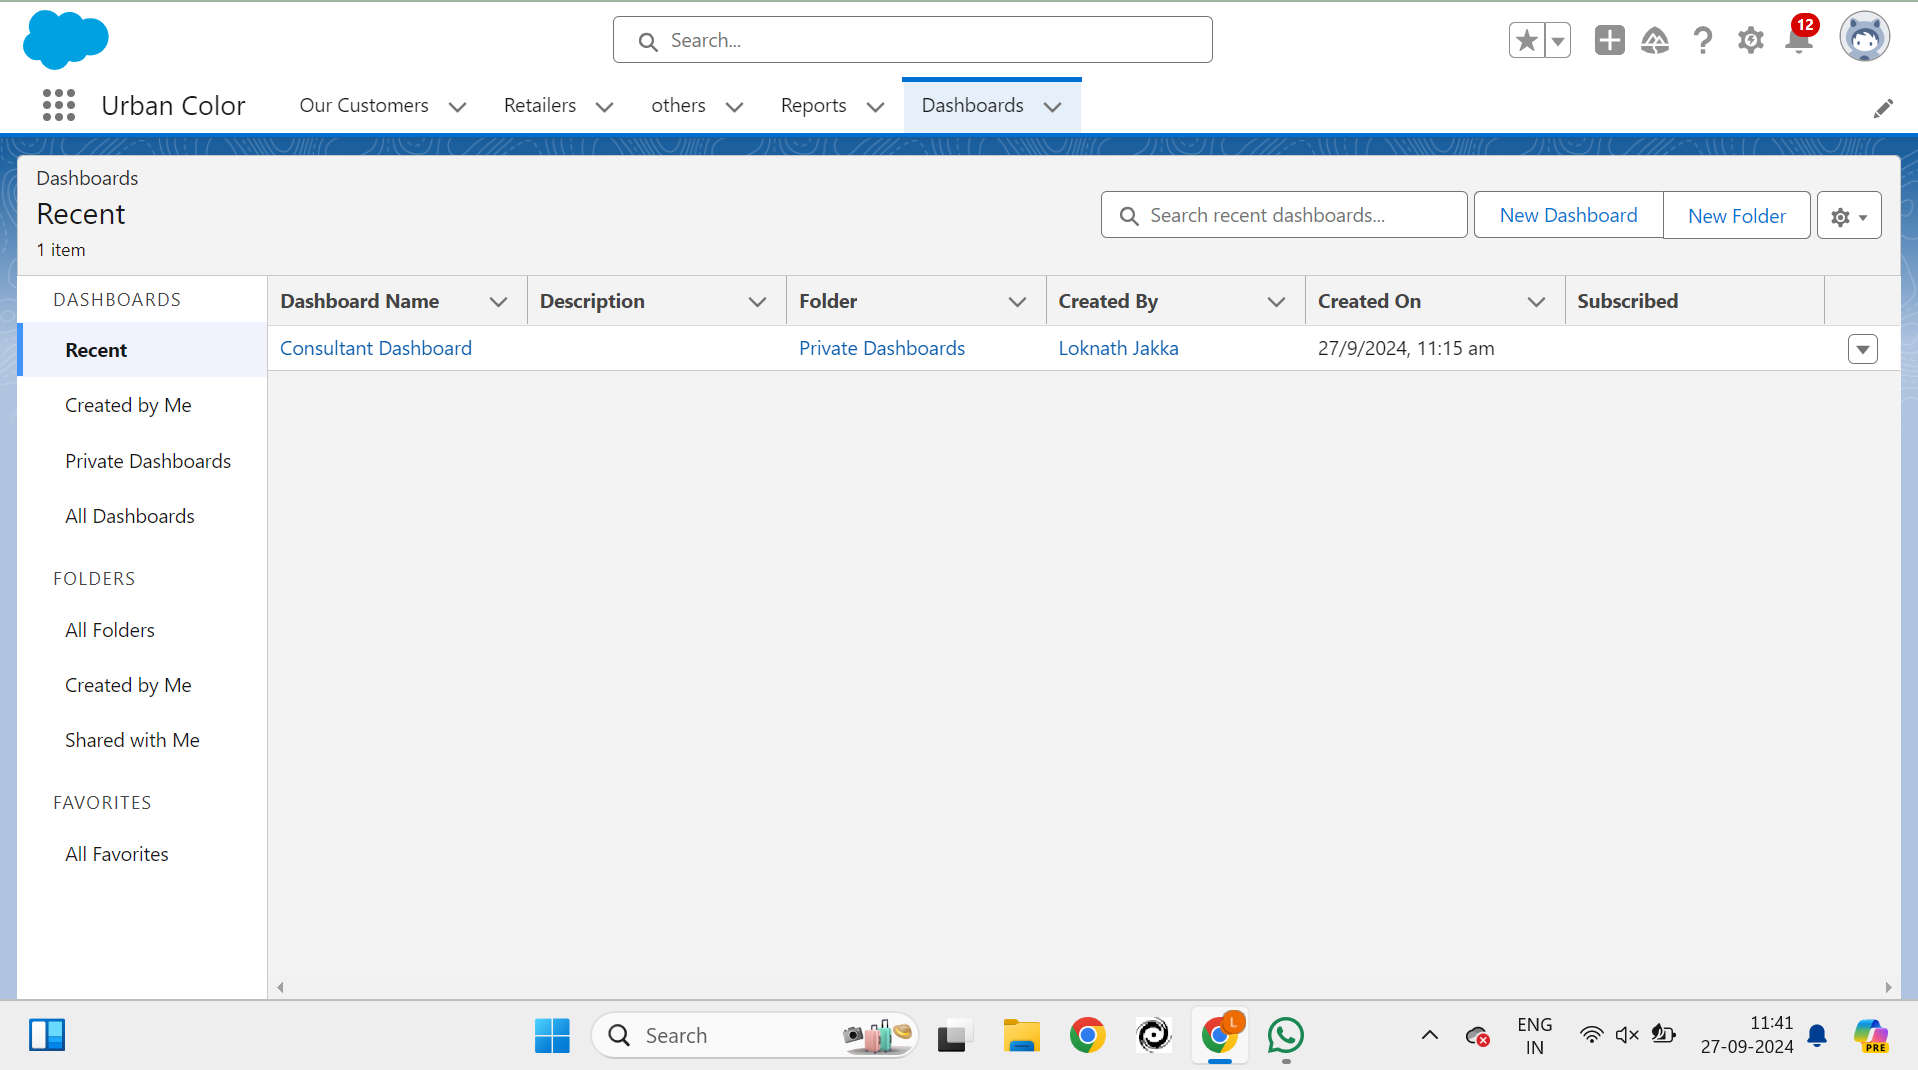 Search...
12
Urban Color
Our Customers
Retailers
others
Reports
Dashboards
Dashboards
Recent
1 item
Search recent dashboards...
New Dashboard
New Folder
DASHBOARDS
Recent
Created by Me
Private Dashboards
All Dashboards
FOLDERS
All Folders
Created by Me
Shared with Me
FAVORITES
All Favorites
Dashboard Name
Description
Folder
Created By
Created On
Subscribed
Consultant Dashboard
Private Dashboards
Loknath Jakka
27/9/2024, 11:15 am
Search
L
ENG
IN
11:41
27-09-2024
PRE